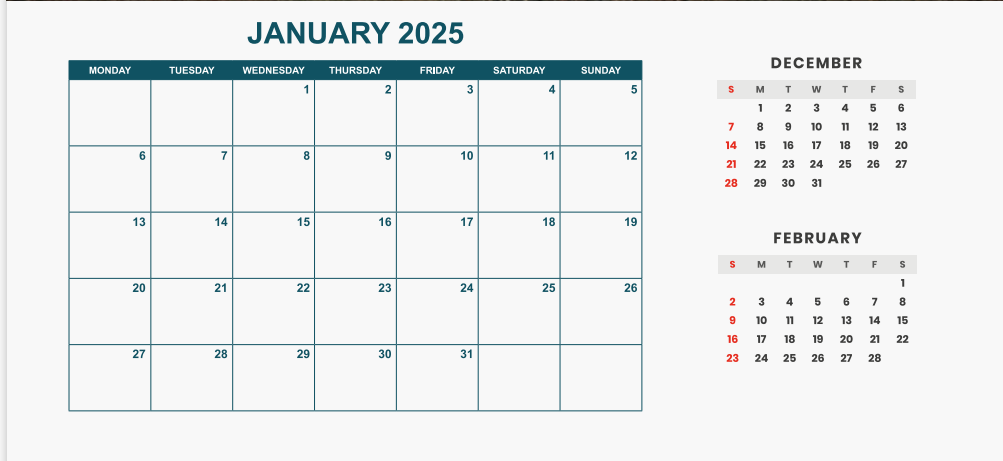 JANUARY 2025
MONDAY TUESDAY WEDNESDAY THURSDAY FRIDAY SATURDAY SUNDAY
1 2 3 4 5
6 7 8 9 10 11 12
13 14 15 16 17 18 19
20 21 22 23 24 25 26
27 28 29 30 31
DECEMBER
S M T W T F S
1 2 3 4 5 6
7 8 9 10 11 12 13
14 15 16 17 18 19 20
21 22 23 24 25 26 27
28 29 30 31
FEBRUARY
S M T W T F S
1
2 3 4 5 6 7 8
9 10 11 12 13 14 15
16 17 18 19 20 21 22
23 24 25 26 27 28